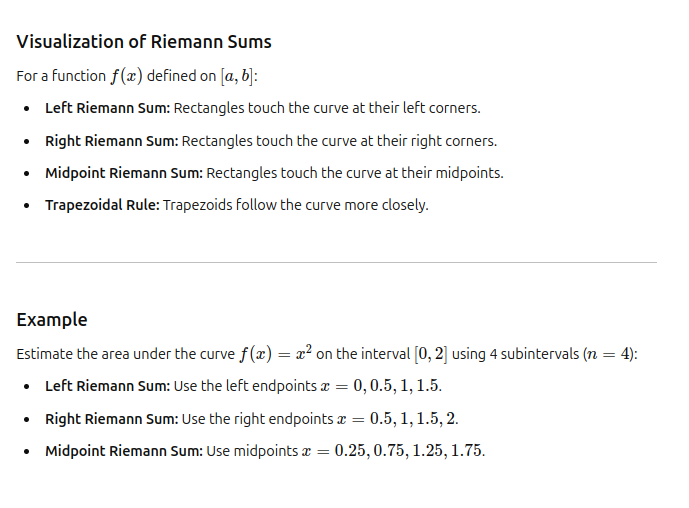 Visualization of Riemann Sums
For a function f(x) defined on [a, b]:
• Left Riemann Sum: Rectangles touch the curve at their left corners.
• Right Riemann Sum: Rectangles touch the curve at their right corners.
• Midpoint Riemann Sum: Rectangles touch the curve at their midpoints.
• Trapezoidal Rule: Trapezoids follow the curve more closely.
Example
Estimate the area under the curve f(x) = x² on the interval [0, 2] using 4 subintervals (n = 4):
• Left Riemann Sum: Use the left endpoints x = 0, 0.5, 1, 1.5.
• Right Riemann Sum: Use the right endpoints x = 0.5, 1, 1.5, 2.
• Midpoint Riemann Sum: Use midpoints x = 0.25, 0.75, 1.25, 1.75.